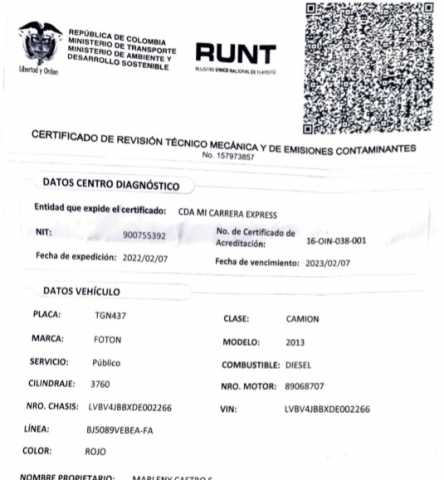 REPÚBLICA DE COLOMBIA
MINISTERIO DE TRANSPORTE
MINISTERIO DE AMBIENTE Y
DESARROLLO SOSTENIBLE
Libertad y Orden
RUNT
REGISTRO ÚNICO NACIONAL DE TRÁNSITO
CERTIFICADO DE REVISIÓN TÉCNICO MECÁNICA Y DE EMISIONES CONTAMINANTES
No. 157973857
DATOS CENTRO DIAGNÓSTICO
Entidad que expide el certificado: CDA MI CARRERA EXPRESS
NIT: 900755392 No. de Certificado de Acreditación: 16-OIN-038-001
Fecha de expedición: 2022/02/07 Fecha de vencimiento: 2023/02/07
DATOS VEHÍCULO
PLACA: TGN437 CLASE: CAMION
MARCA: FOTON MODELO: 2013
SERVICIO: Público COMBUSTIBLE: DIESEL
CILINDRAJE: 3760 NRO. MOTOR: 89068707
NRO. CHASIS: LVBV4JBBXDE002266 VIN: LVBV4JBBXDE002266
LÍNEA: BJ5089VEBEA-FA
COLOR: ROJO
NOMBRE PROPIETARIO: MARLENY CASTRO S